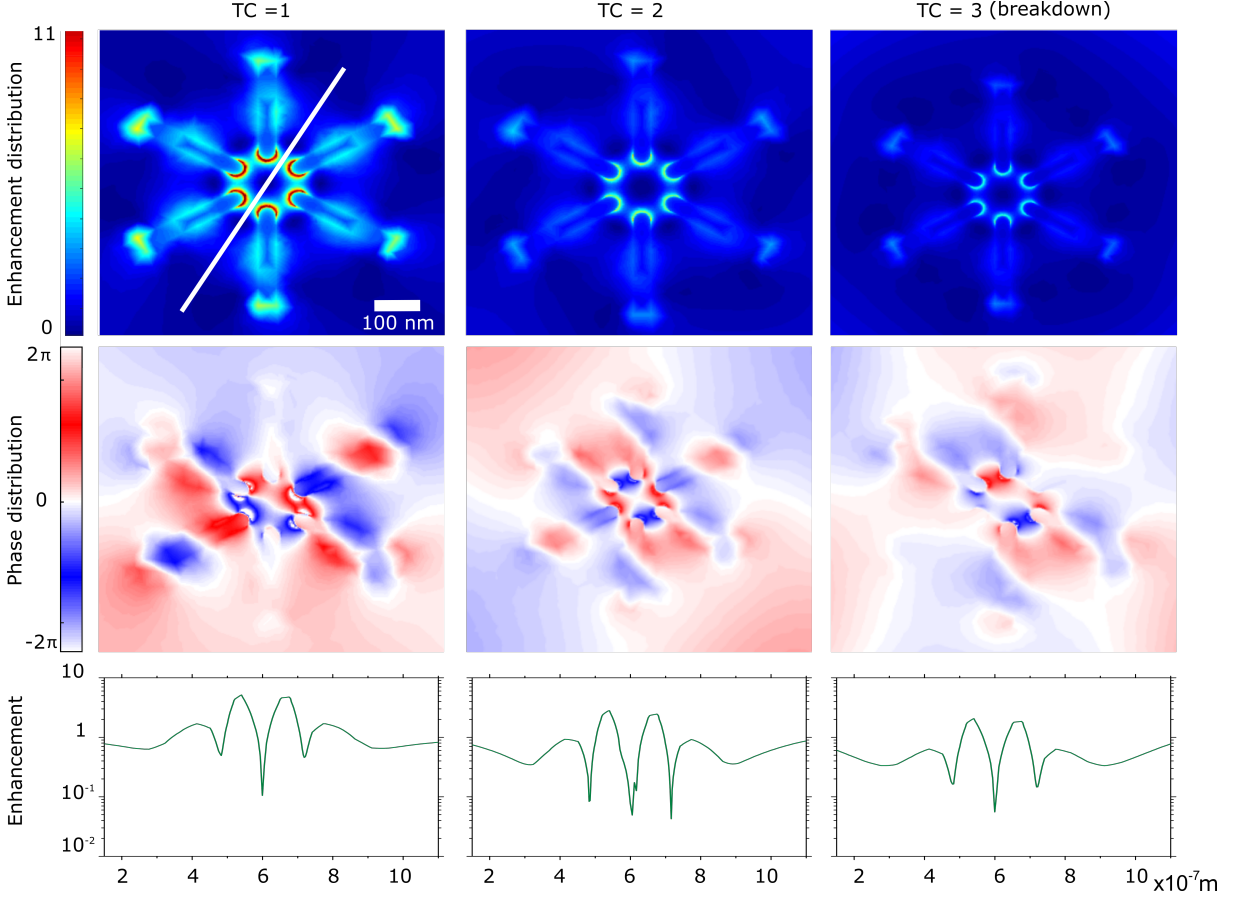 TC =1
TC = 2
TC = 3 (breakdown)
Enhancement distribution
11
0
100 nm
Phase distribution
2π
0
-2π
Enhancement
10
1
10-1
10-2
2 4 6 8 10
2 4 6 8 10
2 4 6 8 10 x10-7m